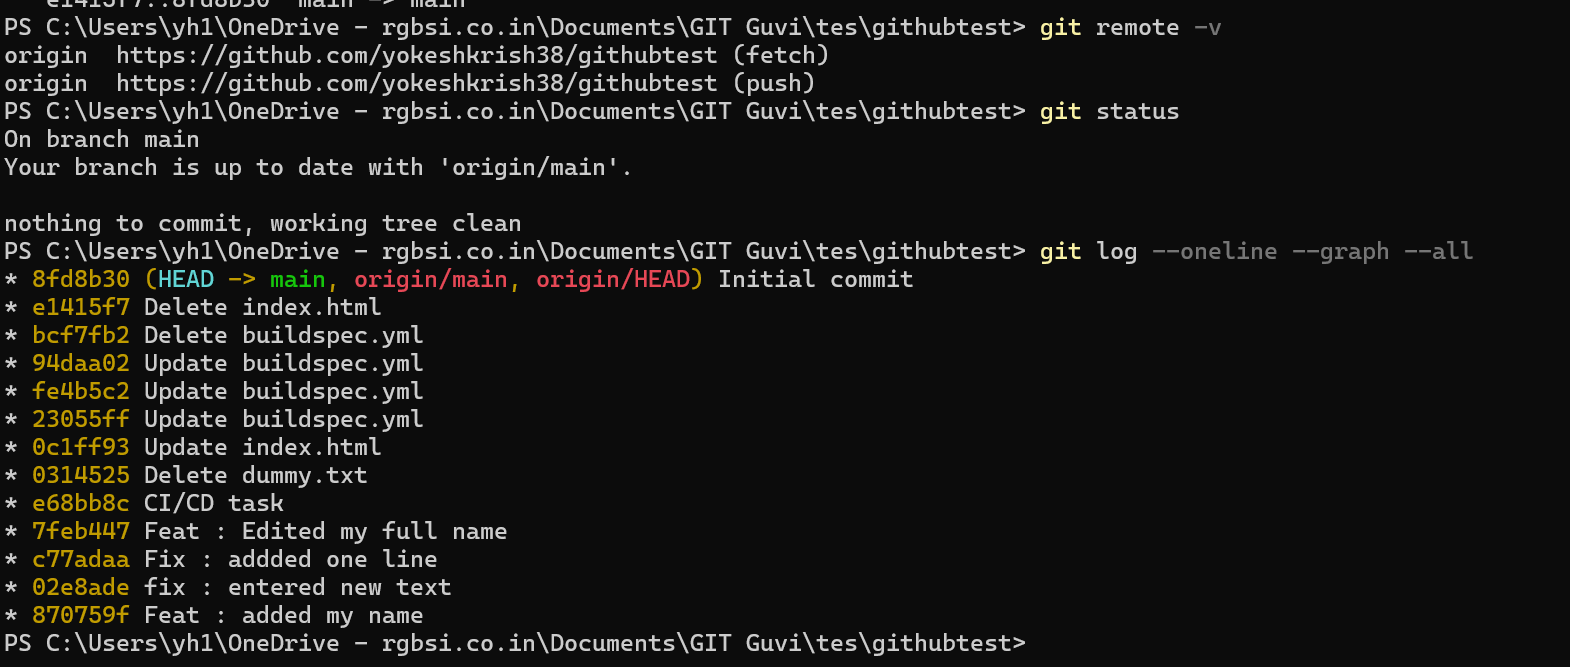 e1415f7..8fd8b30  main -> main
PS C:\Users\yh1\OneDrive - rgbsi.co.in\Documents\GIT Guvi\tes\githubtest> git remote -v
origin  https://github.com/yokeshkrish38/githubtest (fetch)
origin  https://github.com/yokeshkrish38/githubtest (push)
PS C:\Users\yh1\OneDrive - rgbsi.co.in\Documents\GIT Guvi\tes\githubtest> git status
On branch main
Your branch is up to date with 'origin/main'.
nothing to commit, working tree clean
PS C:\Users\yh1\OneDrive - rgbsi.co.in\Documents\GIT Guvi\tes\githubtest> git log --oneline --graph --all
* 8fd8b30 (HEAD -> main, origin/main, origin/HEAD) Initial commit
* e1415f7 Delete index.html
* bcf7fb2 Delete buildspec.yml
* 94daa02 Update buildspec.yml
* fe4b5c2 Update buildspec.yml
* 23055ff Update buildspec.yml
* 0c1ff93 Update index.html
* 0314525 Delete dummy.txt
* e68bb8c CI/CD task
* 7feb447 Feat : Edited my full name
* c77adaa Fix : addded one line
* 02e8ade fix : entered new text
* 870759f Feat : added my name
PS C:\Users\yh1\OneDrive - rgbsi.co.in\Documents\GIT Guvi\tes\githubtest>